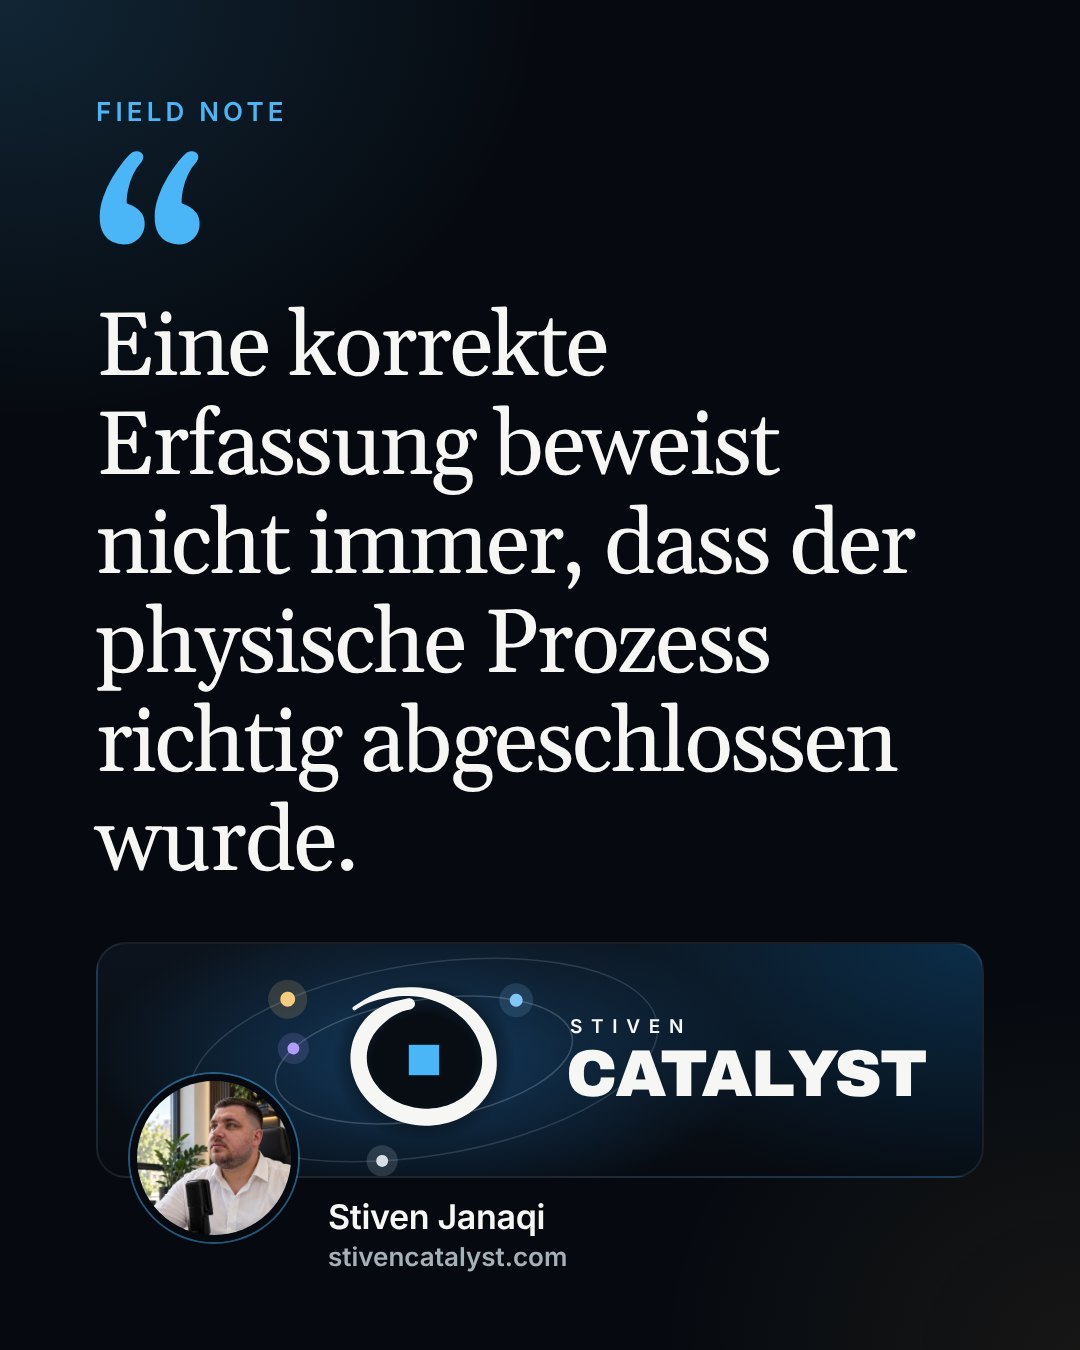 FIELD NOTE
“
Eine korrekte
Erfassung beweist
nicht immer, dass der
physische Prozess
richtig abgeschlossen
wurde.
STIVEN
CATALYST
Stiven Janaqi
stivencatalyst.com